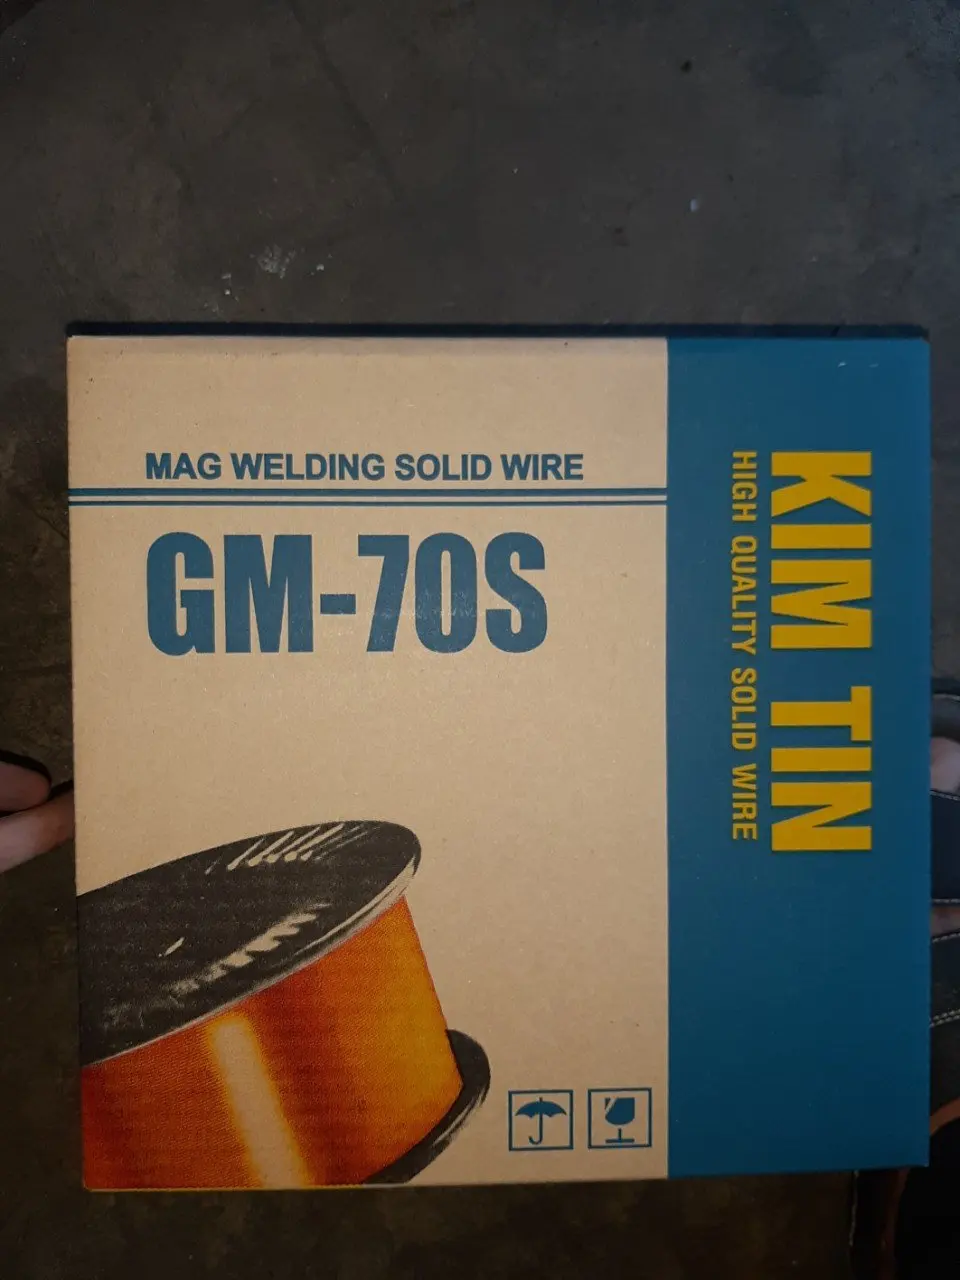 MAG WELDING SOLID WIRE
GM-70S
KIM TIN
HIGH QUALITY SOLID WIRE